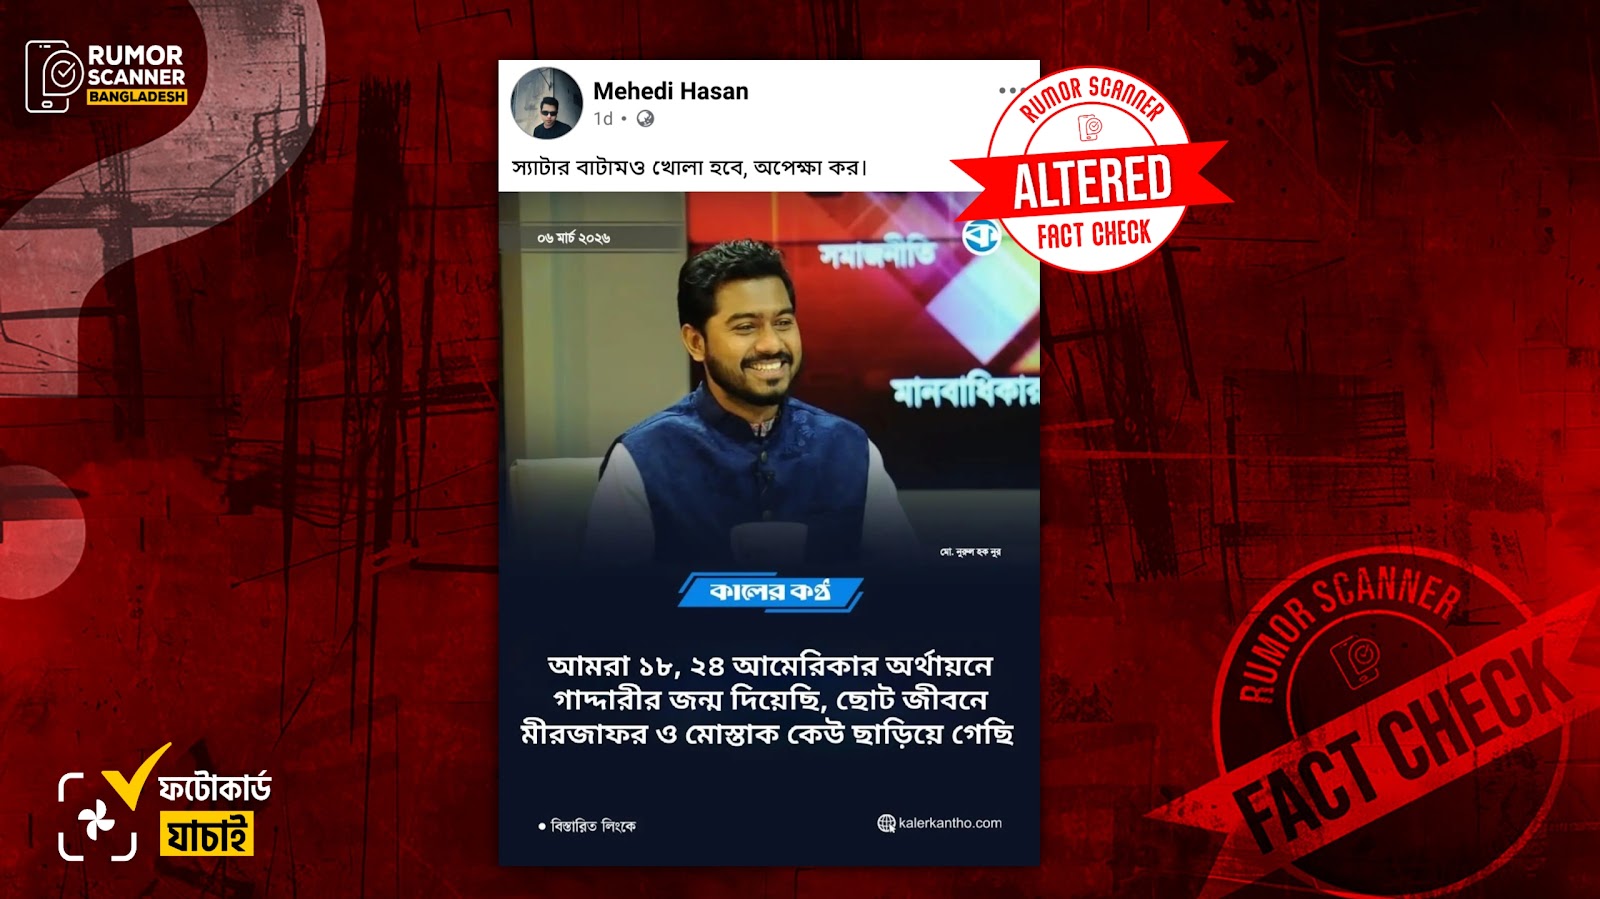 RUMOR
SCANNER
BANGLADESH
Mehedi Hasan
1d
স্যাটার বাটামও খোলা হবে, অপেক্ষা কর।
RUMOR SCANNER
ALTERED
FACT CHECK
০৬ মার্চ ২০২৬
ক
সমাজনীতি
মানবাধিকার
মো. নুরুল হক নুর
কালের কণ্ঠ
আমরা ১৮, ২৪ আমেরিকার অর্থায়নে
গাদ্দারীর জন্ম দিয়েছি, ছোট জীবনে
মীরজাফর ও মোস্তাক কেউ ছাড়িয়ে গেছি
• বিস্তারিত লিংকে
kalerkantho.com
ফটোকার্ড
যাচাই
RUMOR SCANNER
FACT CHECK